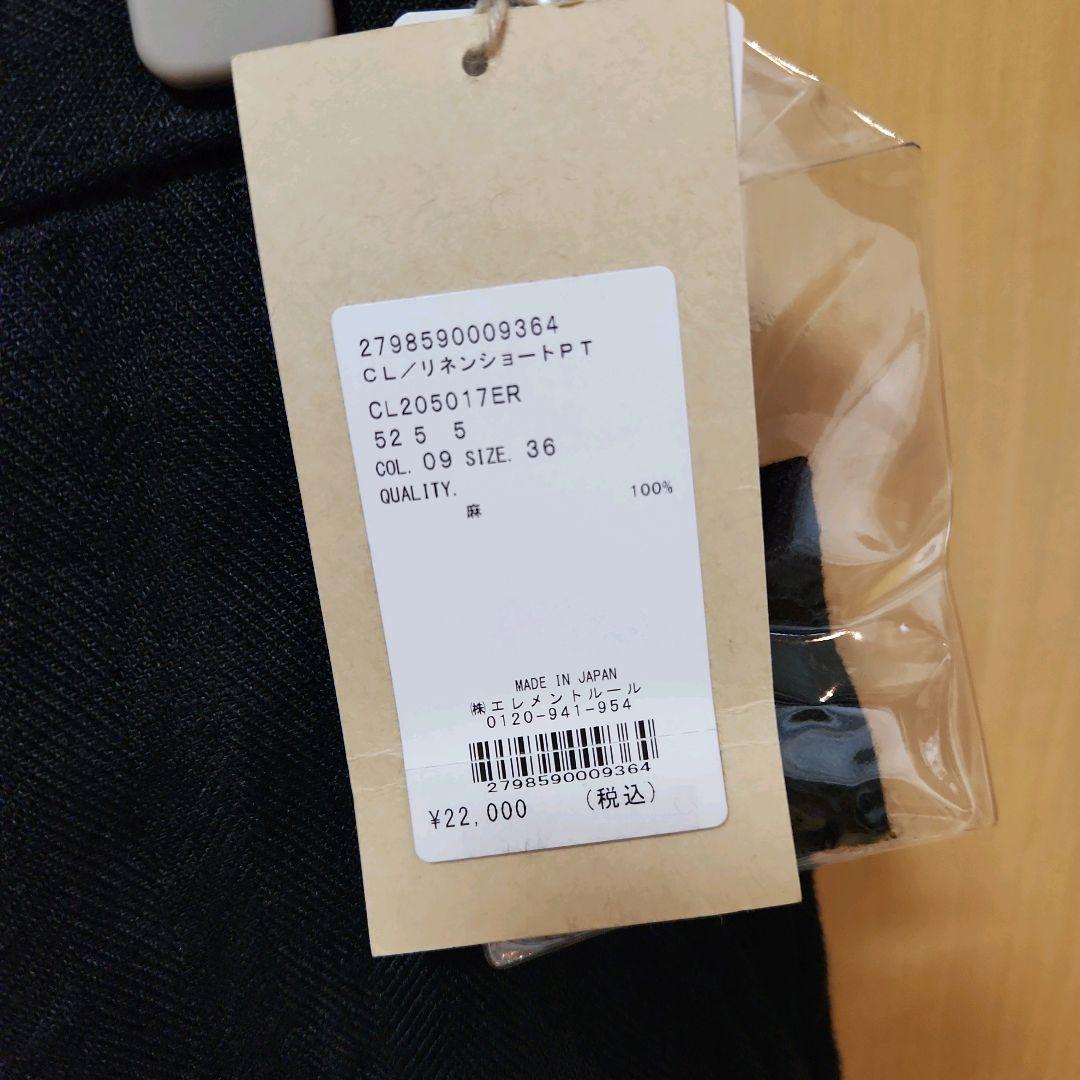 2798590009364
CL/リネンショートPT
CL205017ER
52 5 5
COL. 09 SIZE. 36
QUALITY.
100%
麻
MADE IN JAPAN
㈱エレメントルール
0120-941-954
2798590009364
¥22,000 (税込)